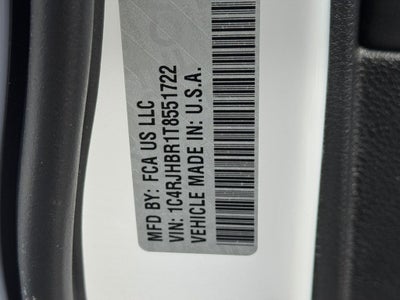 MFD BY: FCA US LLC
VIN: 1C4RJHBR1T8551722
VEHICLE MADE IN: U.S.A.